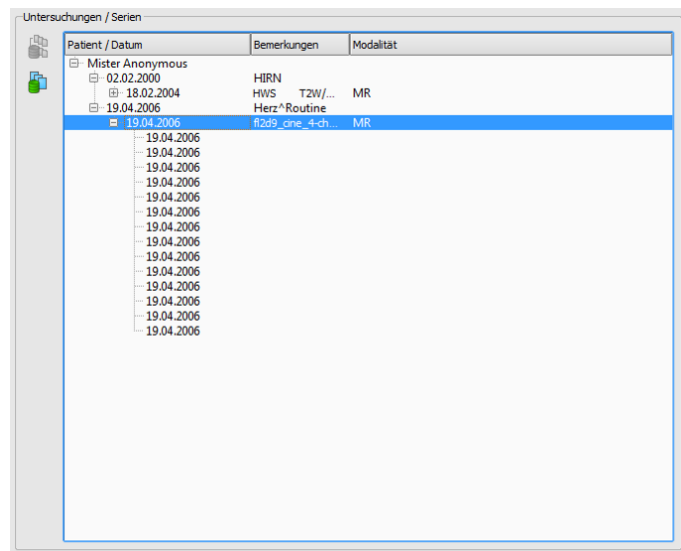 Untersuchungen / Serien
Patient / Datum Bemerkungen Modalität
Mister Anonymous
02.02.2000 HIRN
18.02.2004 HWS T2W/... MR
19.04.2006 Herz^Routine
19.04.2006 fl2d9_cine_4-ch... MR
19.04.2006
19.04.2006
19.04.2006
19.04.2006
19.04.2006
19.04.2006
19.04.2006
19.04.2006
19.04.2006
19.04.2006
19.04.2006
19.04.2006
19.04.2006
19.04.2006